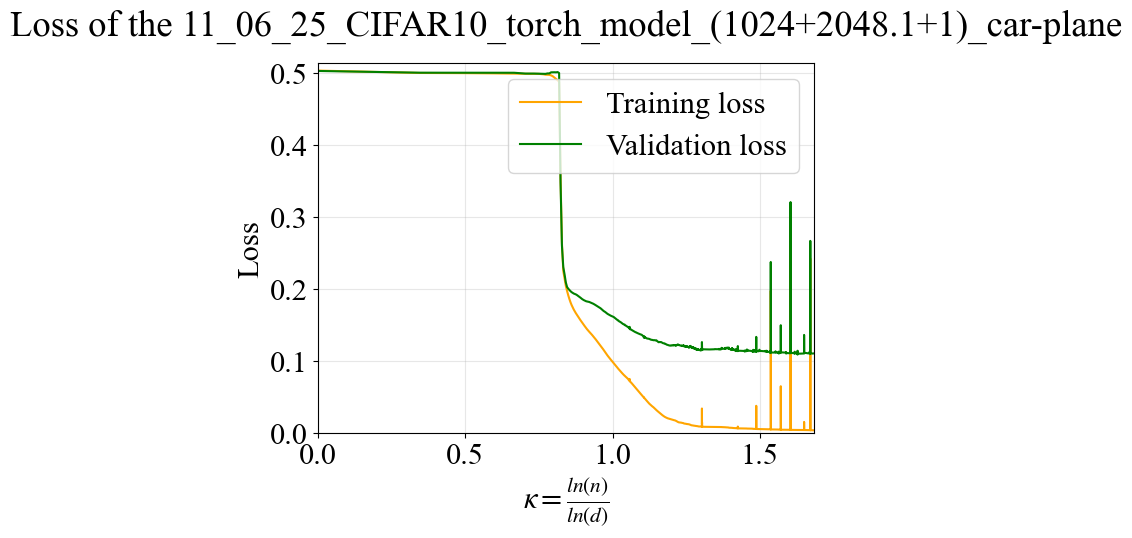 Loss of the 11_06_25_CIFAR10_torch_model_(1024+2048.1+1)_car-plane
Training loss
Validation loss
Loss
0.5
0.4
0.3
0.2
0.1
0.0
0.0 0.5 1.0 1.5
κ = ln(n)/ln(d)